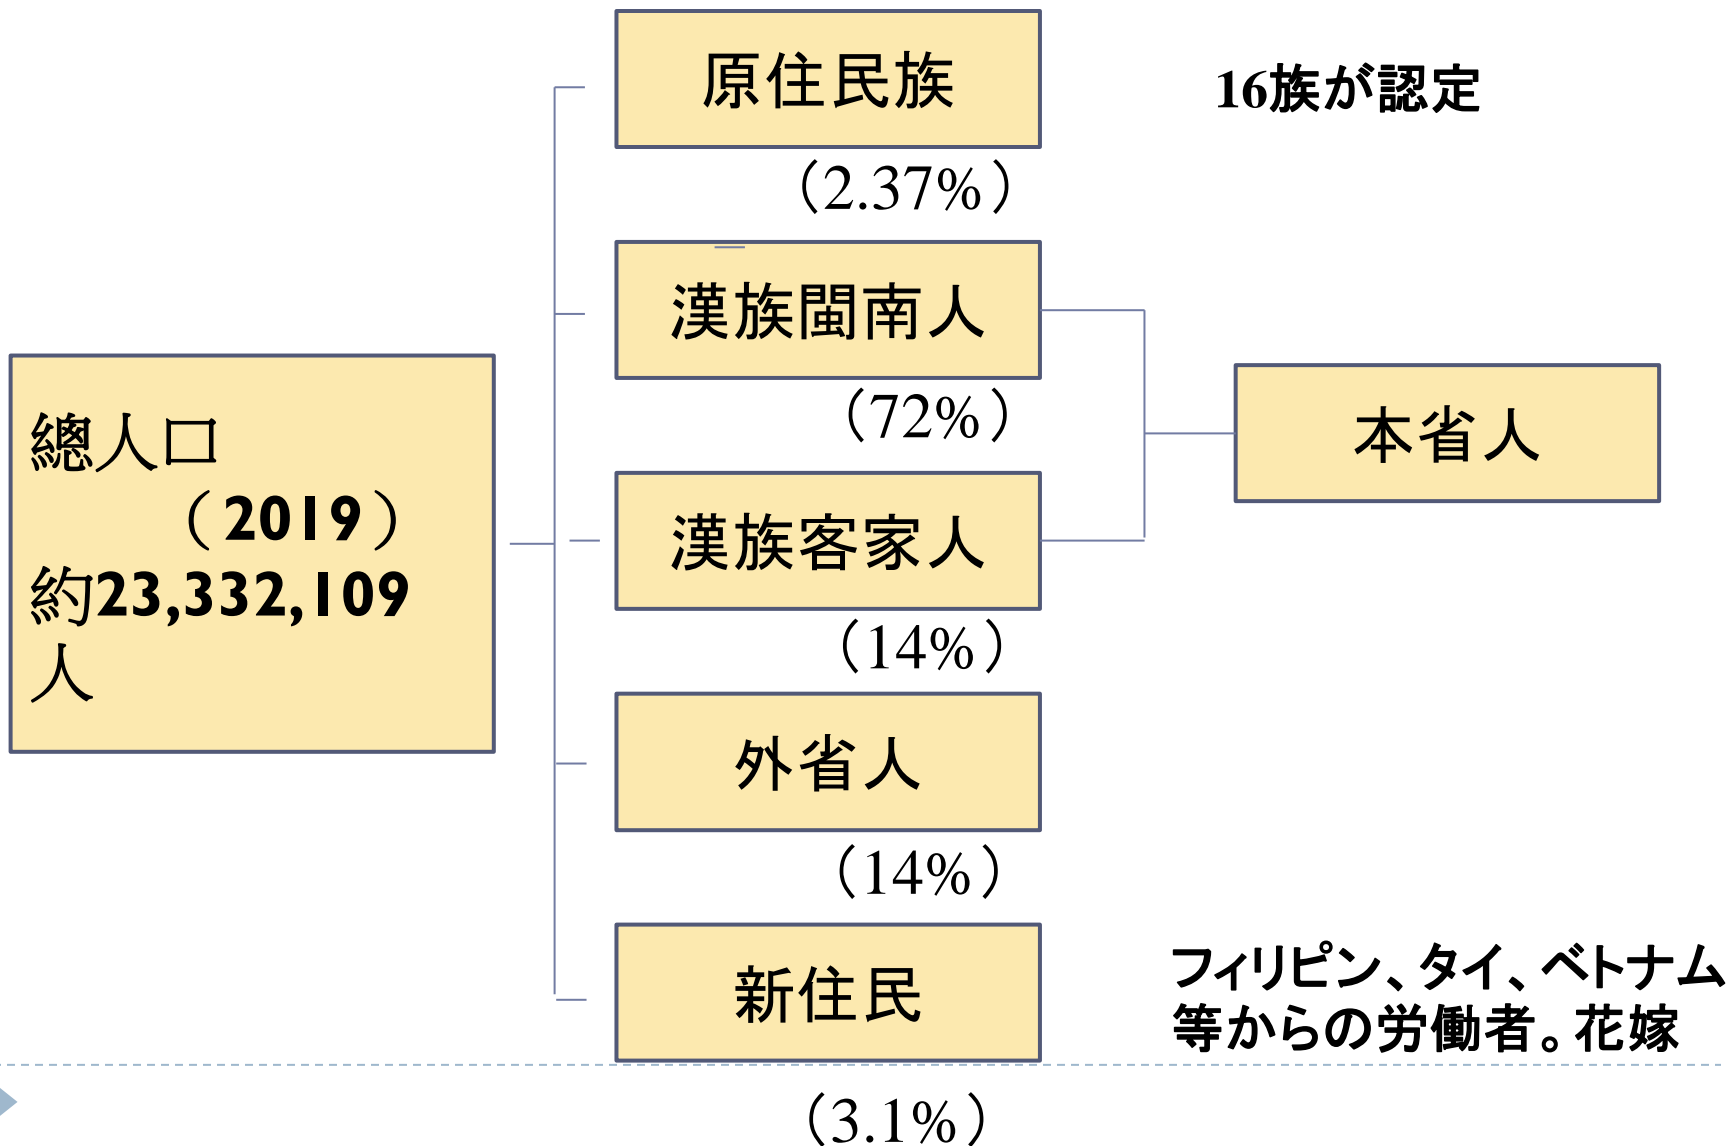 原住民族
16族が認定
（2.37%）
漢族閩南人
（72%）
總人口
（2019）
約23,332,109
人
本省人
漢族客家人
（14%）
外省人
（14%）
新住民
フィリピン、タイ、ベトナム
等からの労働者。花嫁
（3.1%）